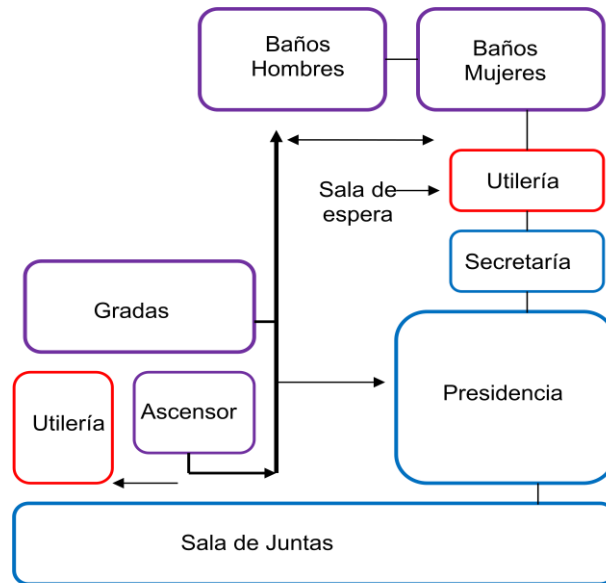 Baños
Hombres
Baños
Mujeres
Sala de
espera
Utilería
Secretaría
Gradas
Presidencia
Utilería
Ascensor
Sala de Juntas